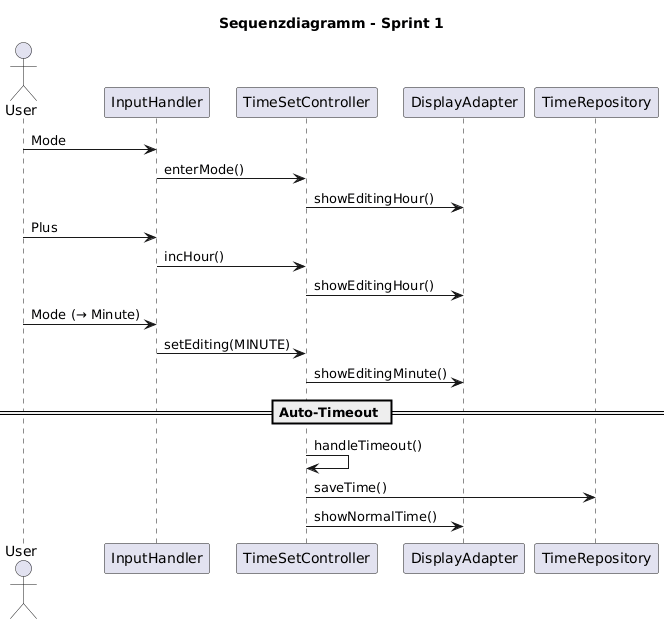 Sequenzdiagramm - Sprint 1
User
InputHandler
TimeSetController
DisplayAdapter
TimeRepository
Mode
enterMode()
showEditingHour()
Plus
incHour()
showEditingHour()
Mode (→ Minute)
setEditing(MINUTE)
showEditingMinute()
Auto-Timeout
handleTimeout()
saveTime()
showNormalTime()
User
InputHandler
TimeSetController
DisplayAdapter
TimeRepository